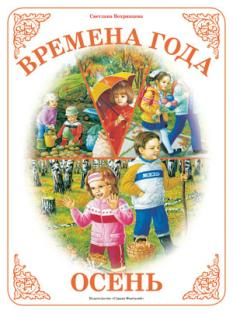 Светлана Вохринцева
ВРЕМЕНА ГОДА
ОСЕНЬ
Издательство «Страна Фантазий»